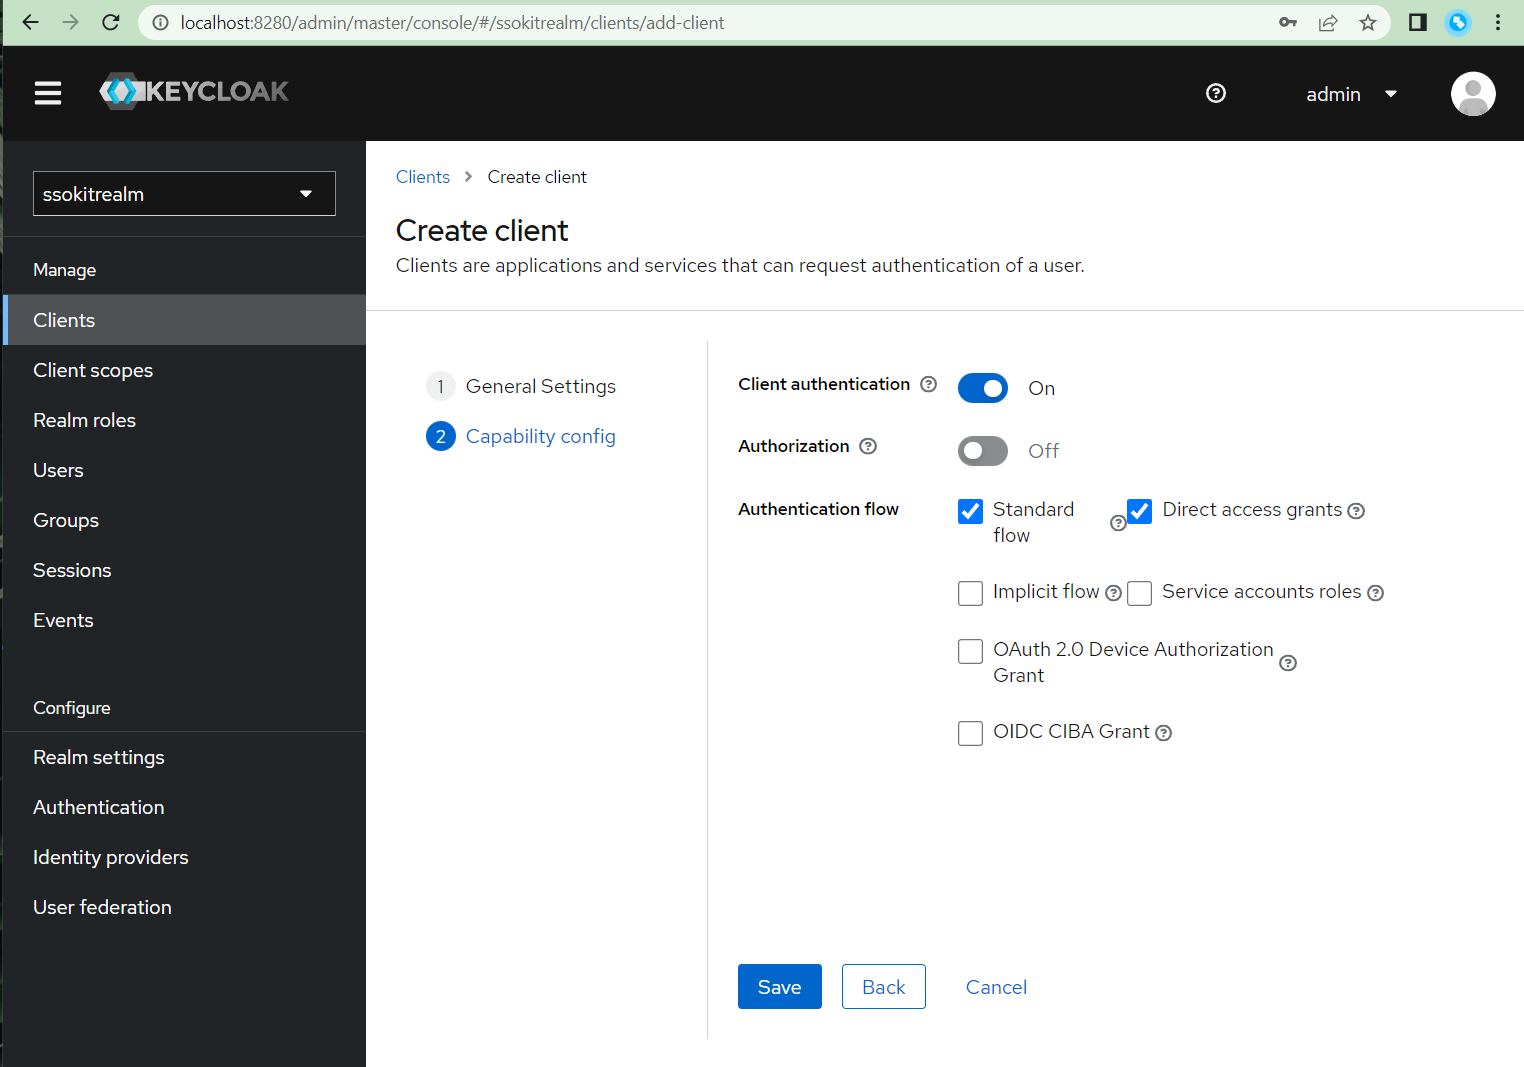 localhost:8280/admin/master/console/#/ssokitrealm/clients/add-client
KEYCLOAK
admin
ssokitrealm
Manage
Clients
Client scopes
Realm roles
Users
Groups
Sessions
Events
Configure
Realm settings
Authentication
Identity providers
User federation
Clients > Create client
Create client
Clients are applications and services that can request authentication of a user.
1 General Settings
2 Capability config
Client authentication ? On
Authorization ? Off
Authentication flow
Standard
flow ?
Direct access grants ?
Implicit flow ? Service accounts roles ?
OAuth 2.0 Device Authorization
Grant ?
OIDC CIBA Grant ?
Save Back Cancel